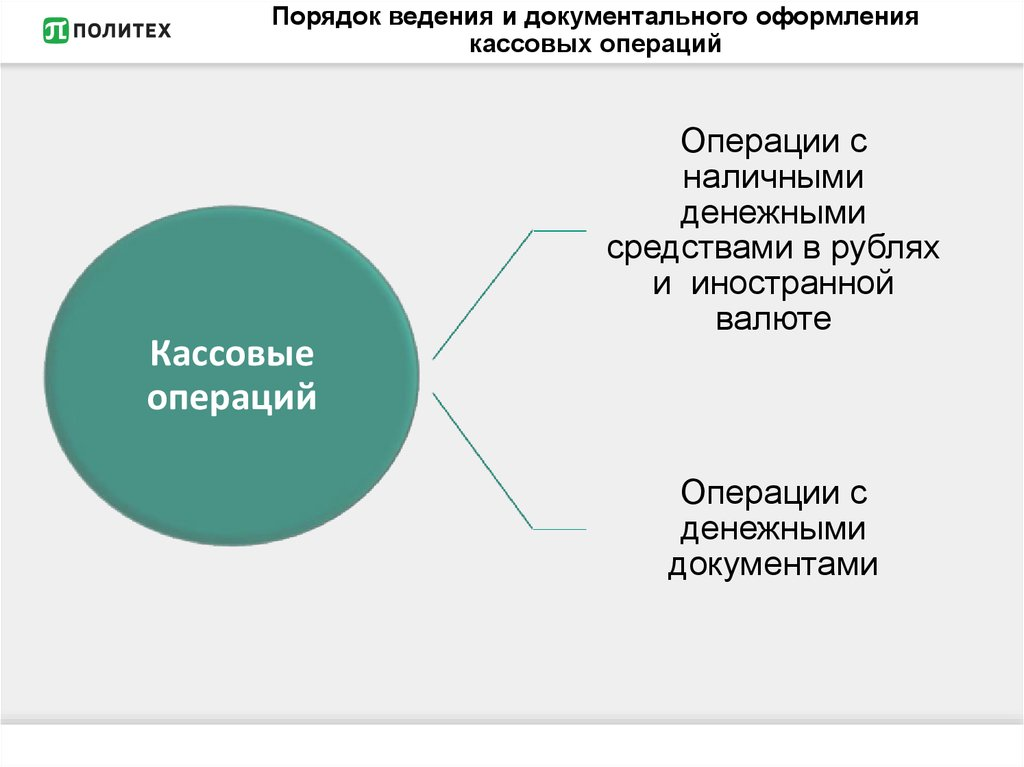 ПОЛИТЕХ
Порядок ведения и документального оформления
кассовых операций
Кассовые
операций
Операции с
наличными
денежными
средствами в рублях
и иностранной
валюте
Операции с
денежными
документами